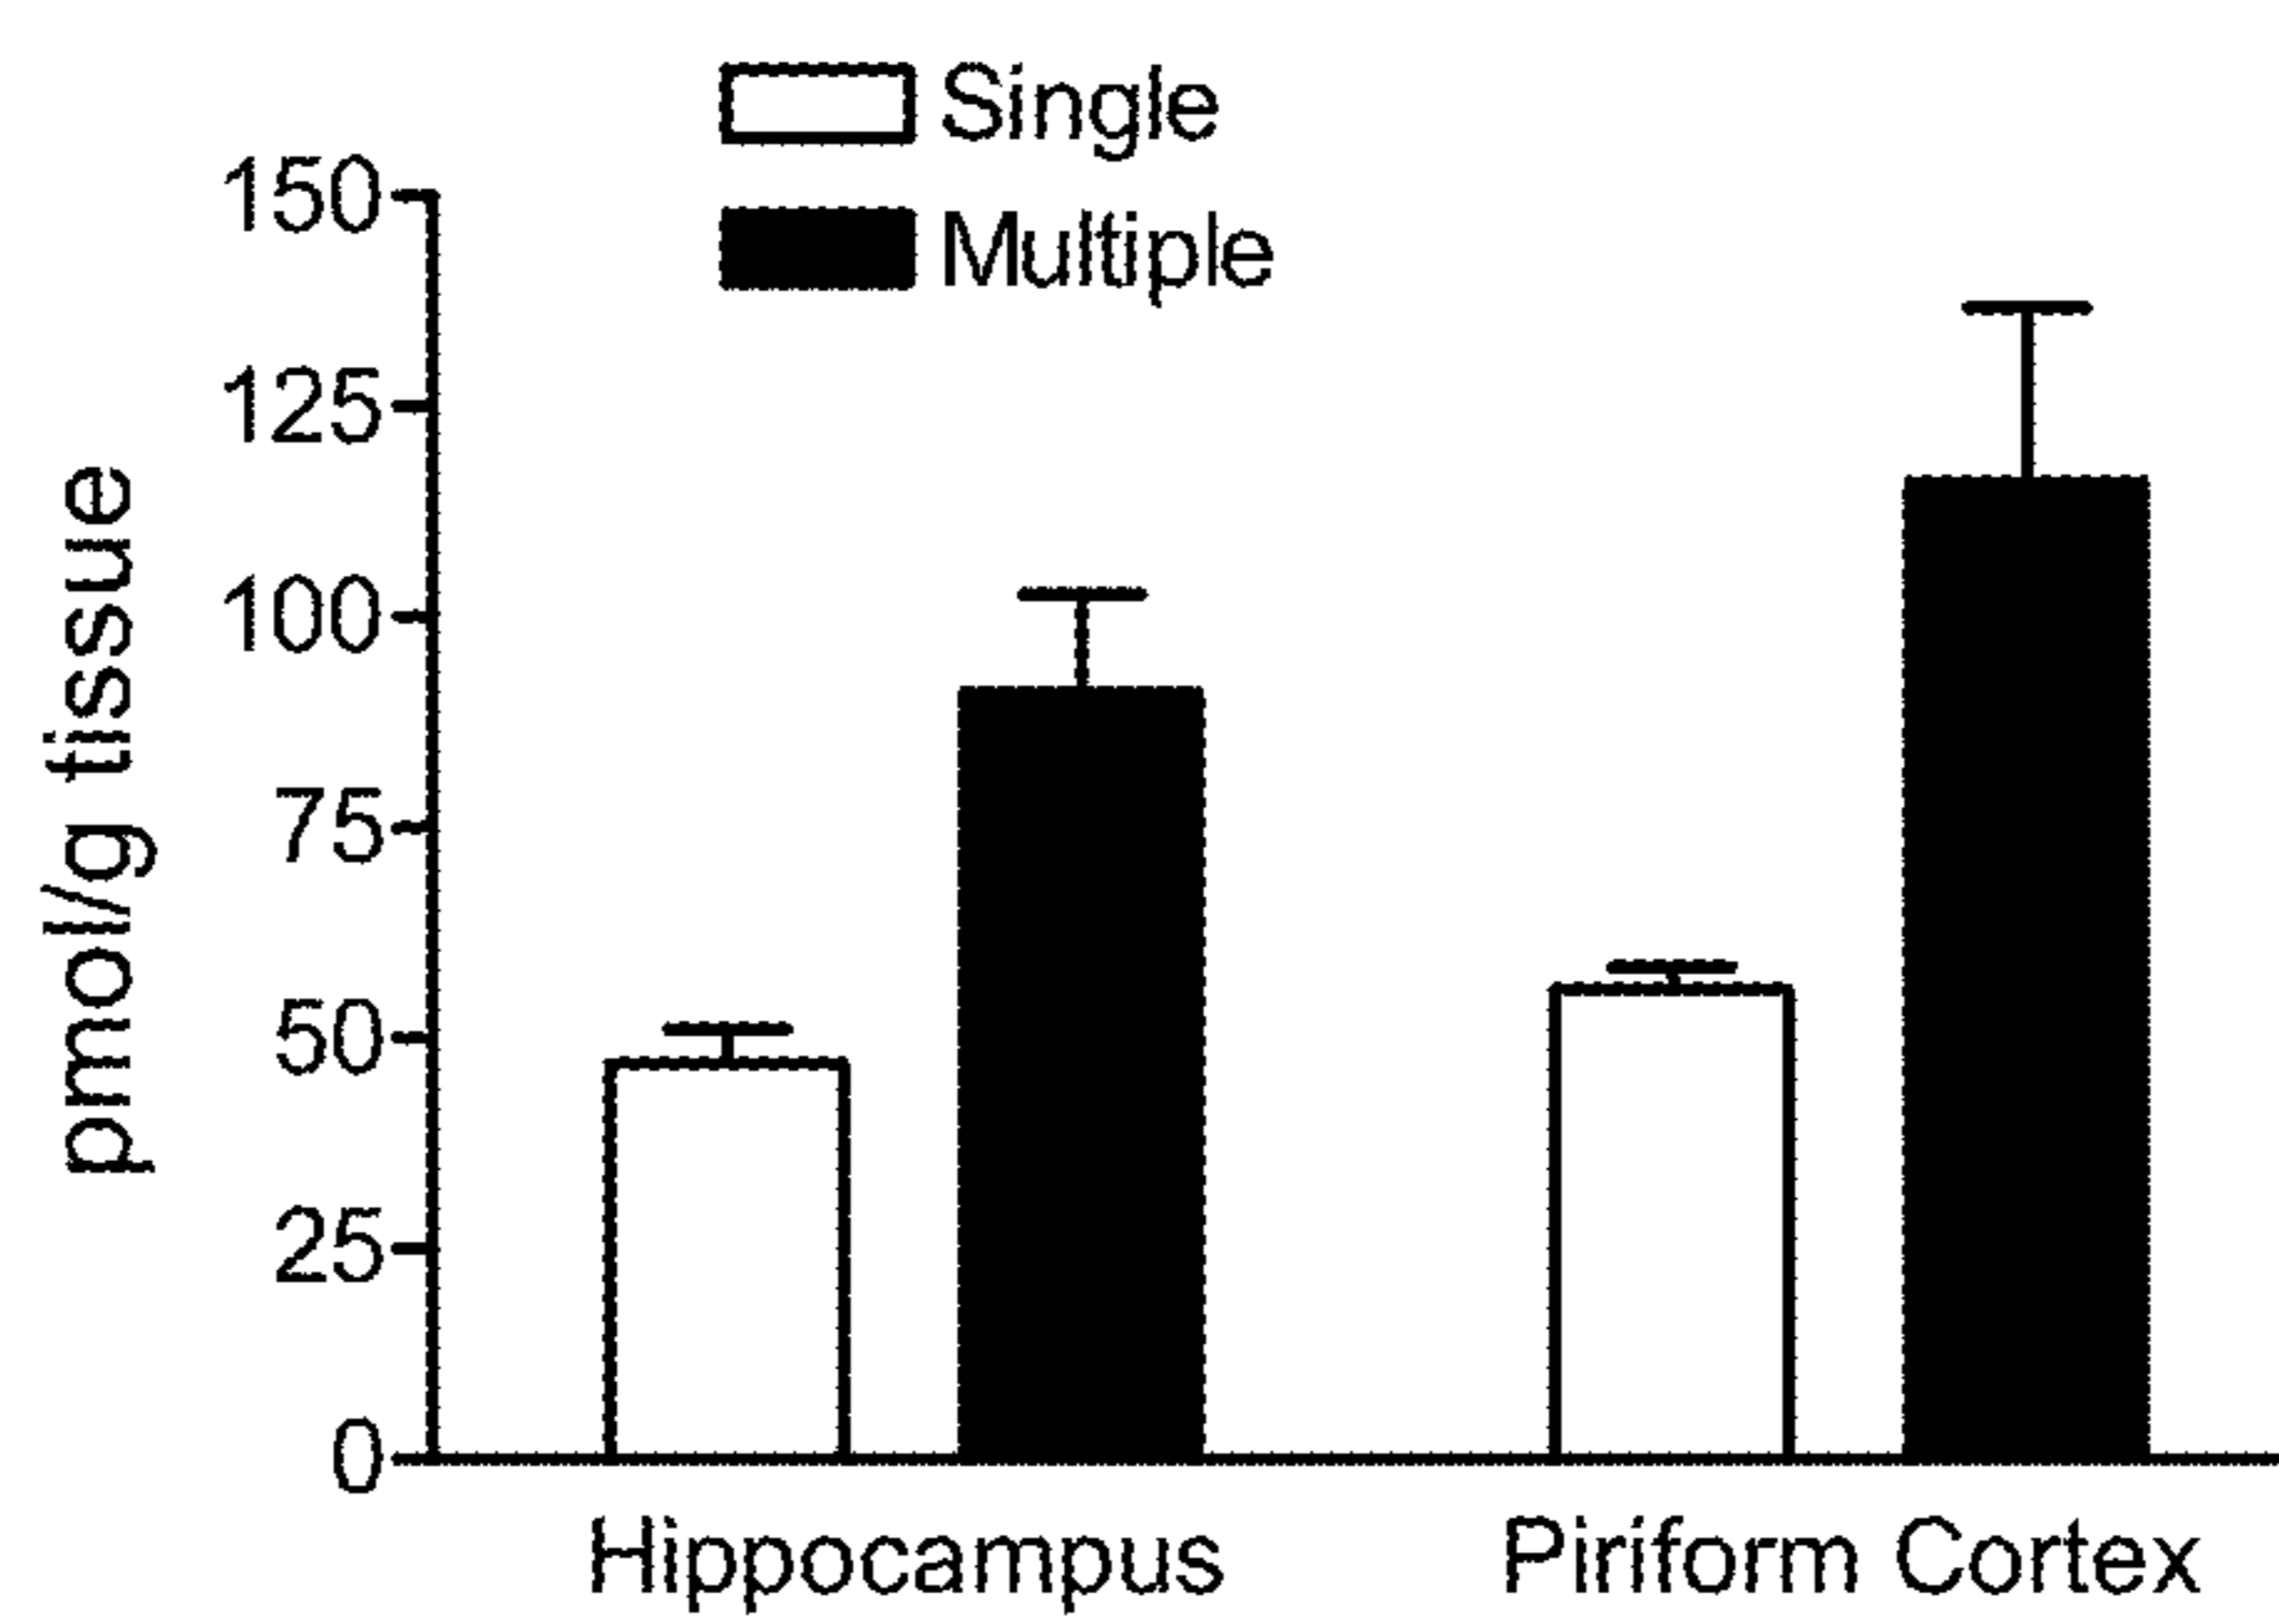 Single
Multiple
150
125
100
75
50
25
0
pmol/g tissue
Hippocampus
Piriform Cortex